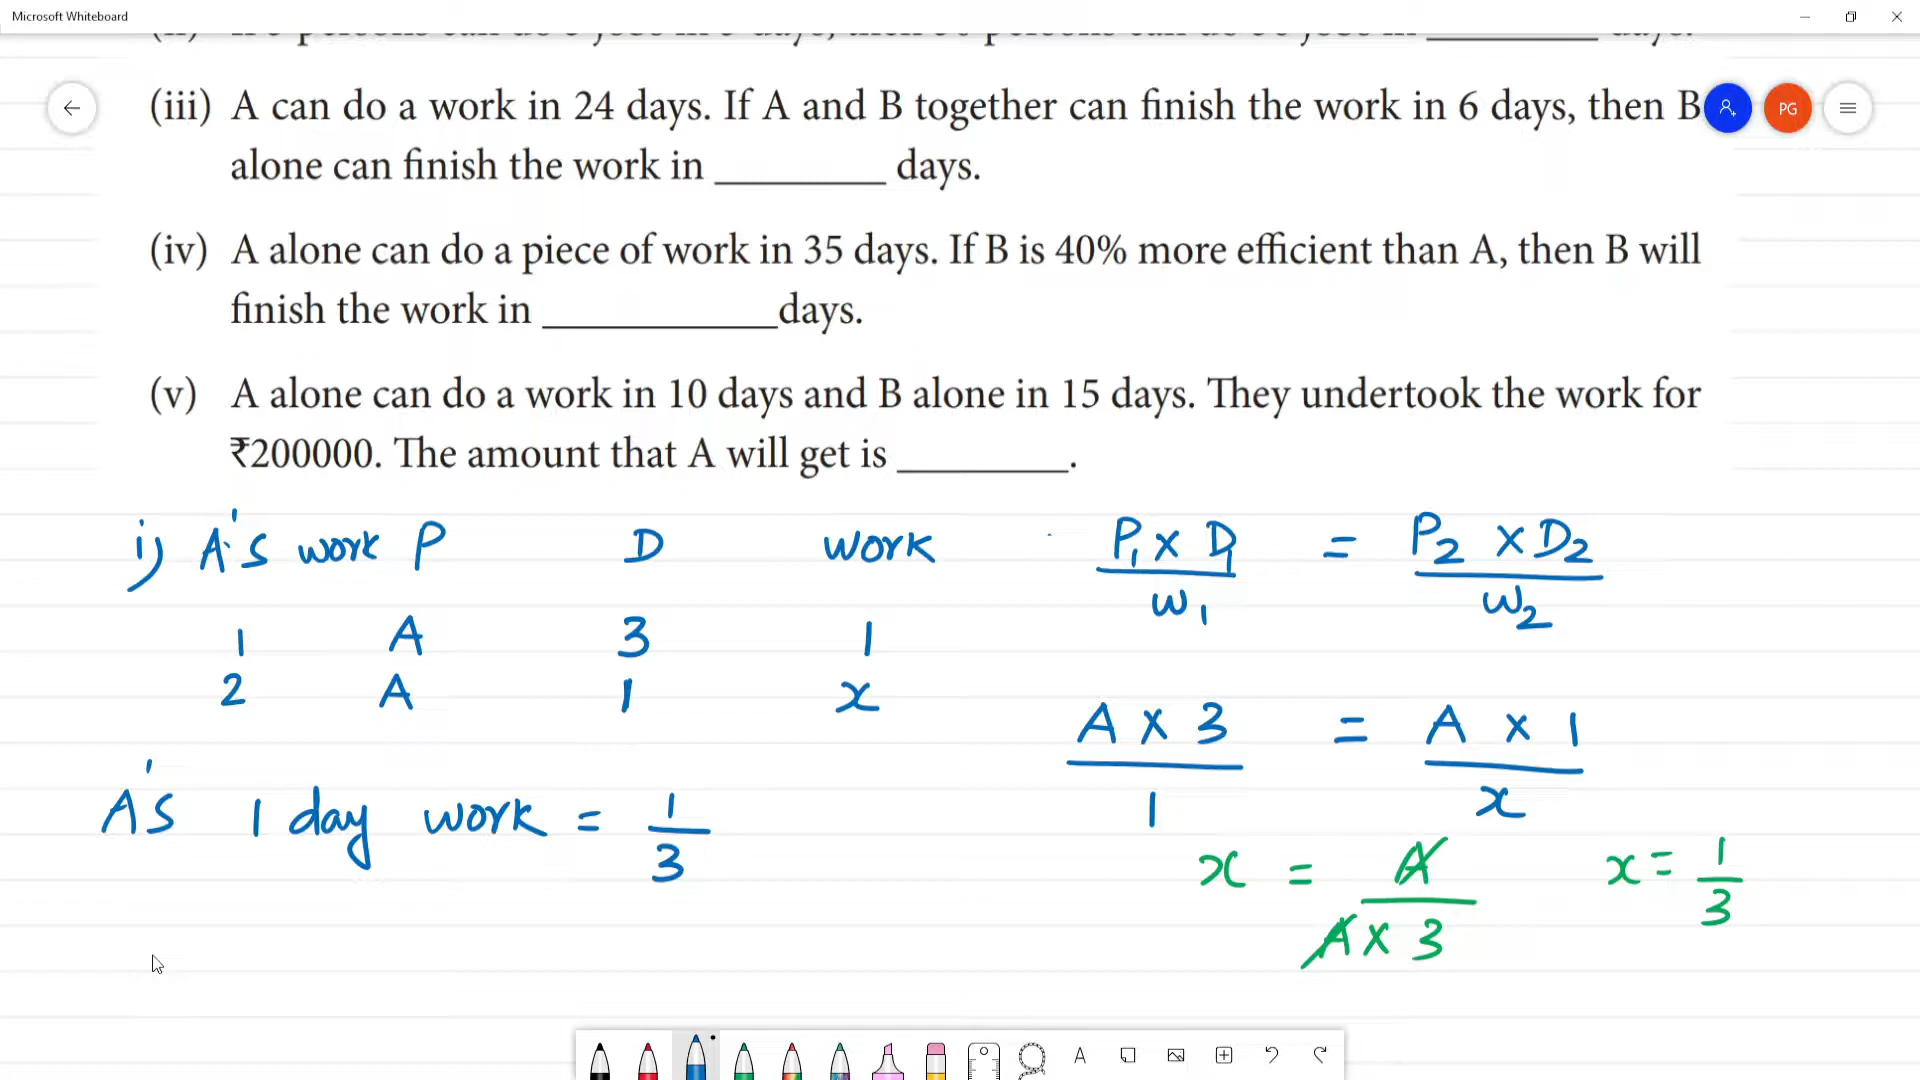 Microsoft Whiteboard
(iii) A can do a work in 24 days. If A and B together can finish the work in 6 days, then B
alone can finish the work in ________ days.
PG
(iv) A alone can do a piece of work in 35 days. If B is 40% more efficient than A, then B will
finish the work in ___________days.
(v) A alone can do a work in 10 days and B alone in 15 days. They undertook the work for
₹200000. The amount that A will get is ________.
i) A's work P D work P₁ x D₁ / w₁ = P₂ x D₂ / w₂
1 A 3 1
2 A 1 x
A x 3 / 1 = A x 1 / x
A's 1 day work = 1/3
x = A / A x 3 x = 1/3